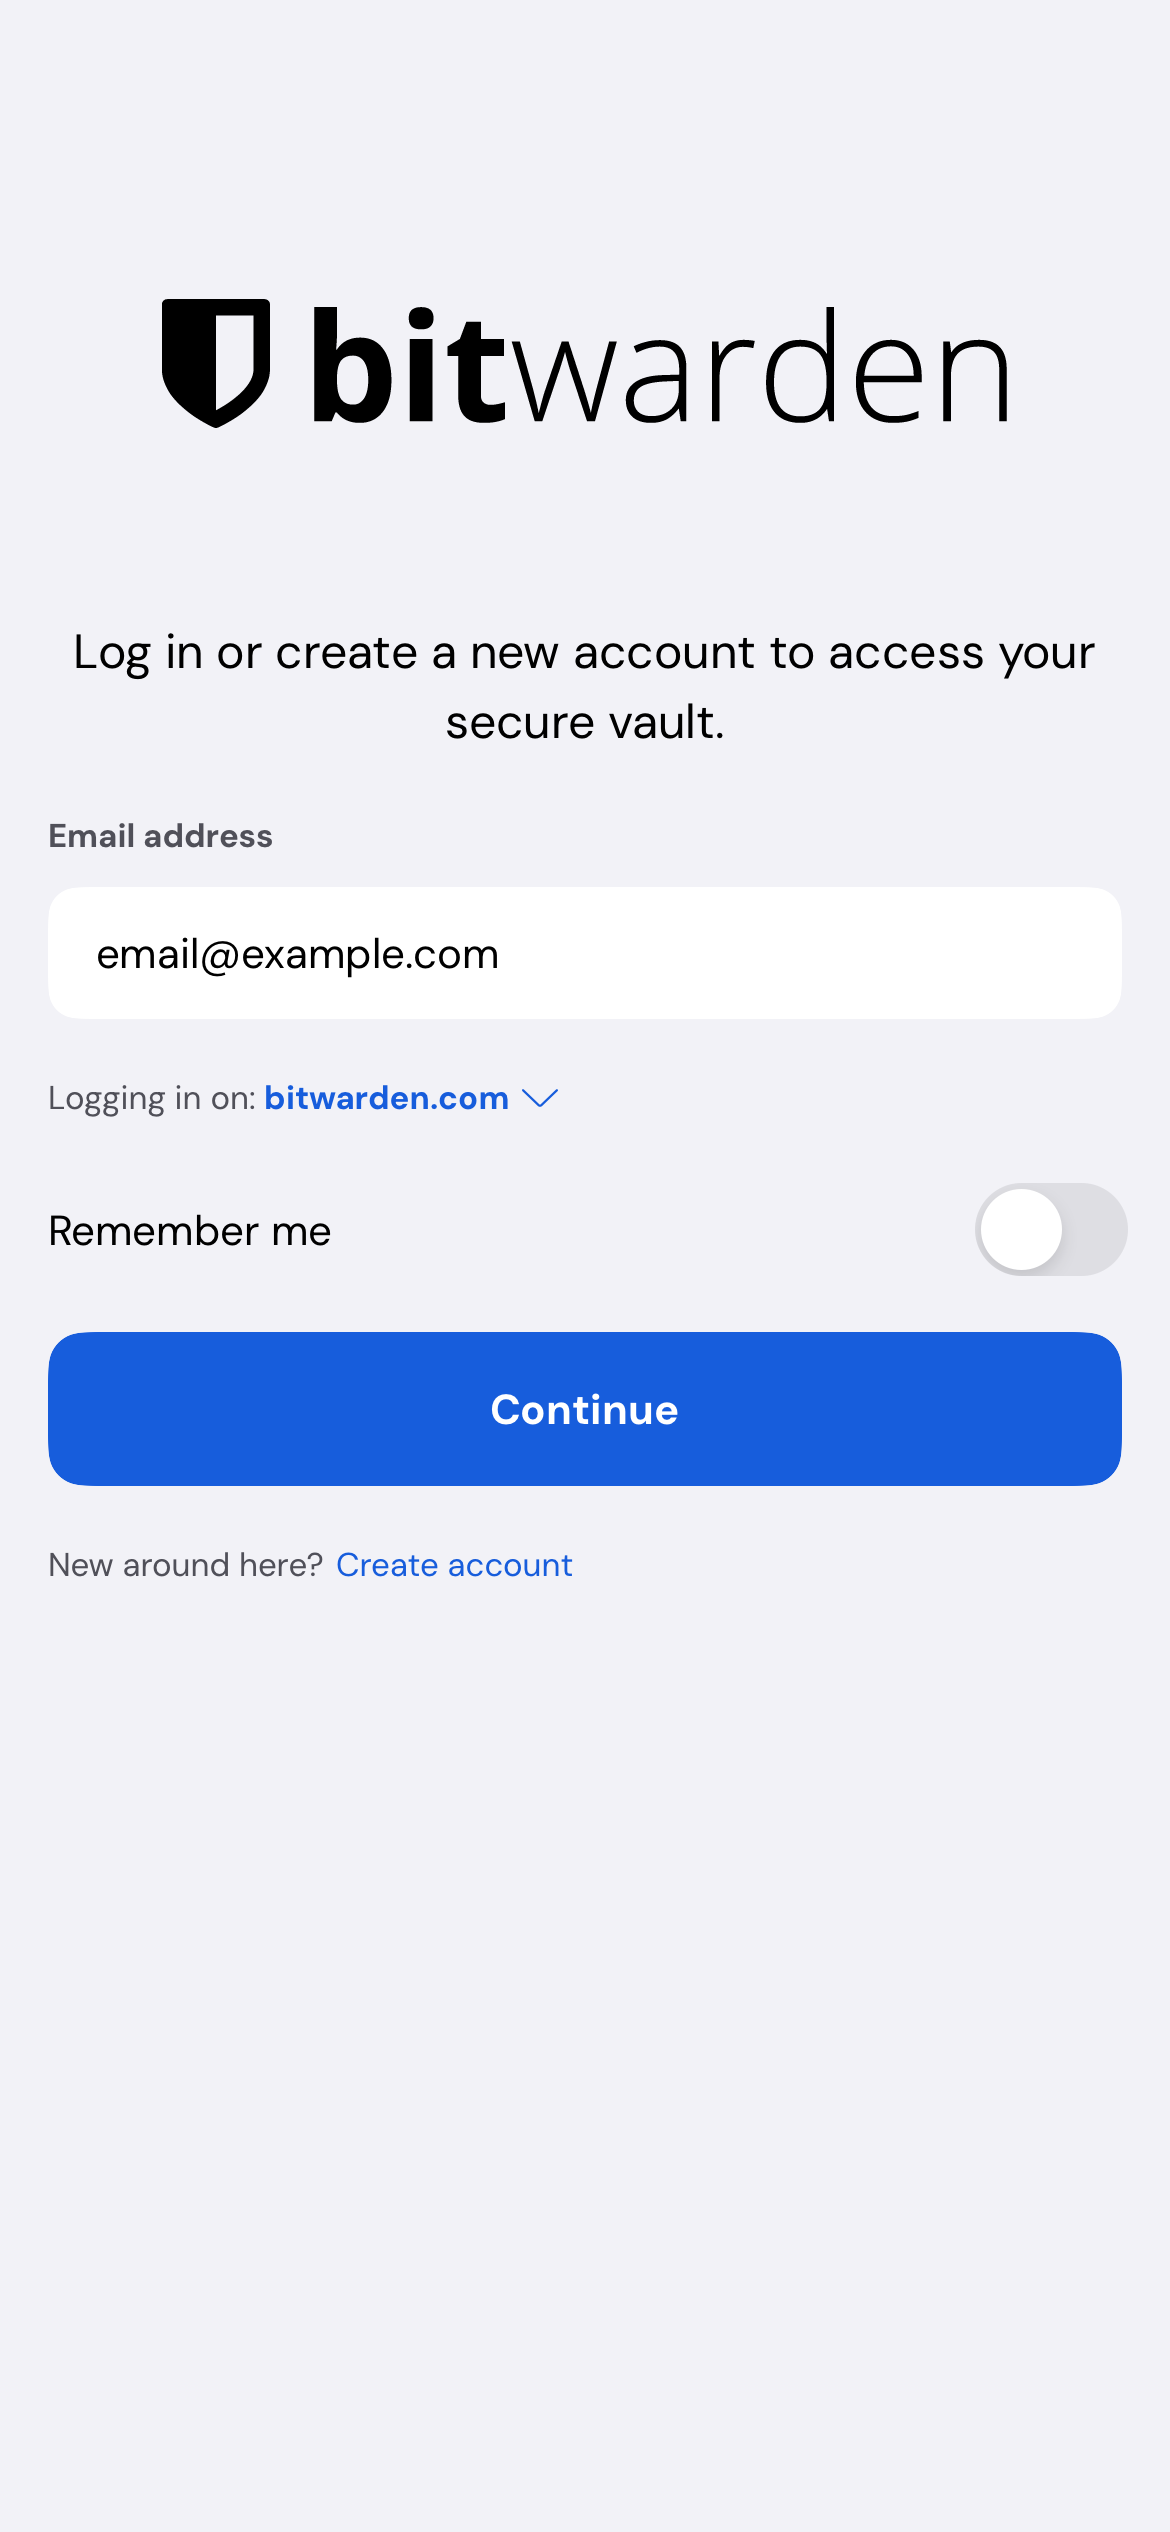 bitwarden
Log in or create a new account to access your
secure vault.
Email address
email@example.com
Logging in on: bitwarden.com
Remember me
Continue
New around here? Create account